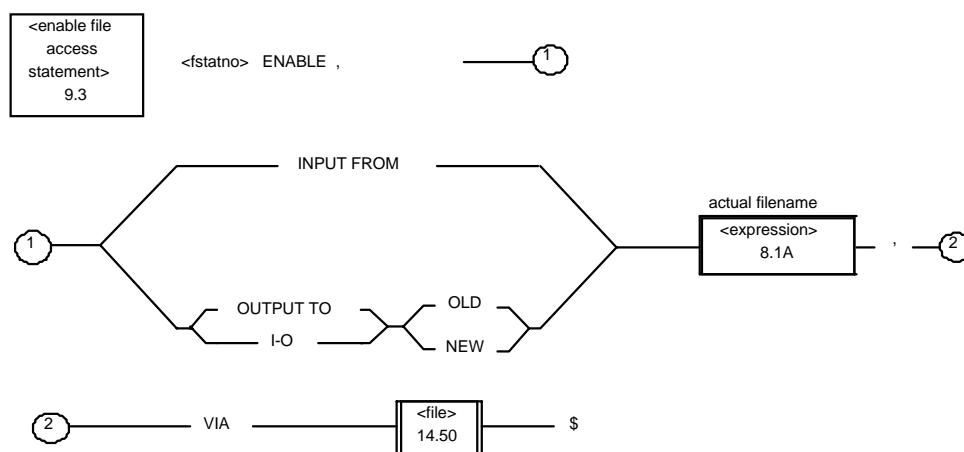 <enable file
access
statement>
9.3
<fstatno> ENABLE ,
1
INPUT FROM
1
OUTPUT TO
I-O
OLD
NEW
actual filename
<expression>
8.1A
,
2
2
VIA
<file>
14.50
$